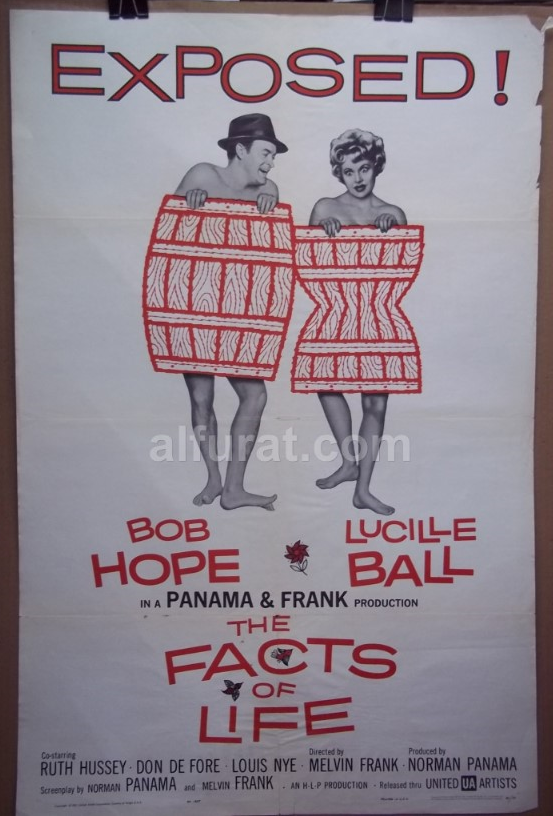 EXPOSED!
alfurat.com
BOB HOPE
LUCILLE BALL
IN A PANAMA & FRANK PRODUCTION
THE
FACTS
OF
LIFE
Co-starring
RUTH HUSSEY · DON DE FORE · LOUIS NYE · Directed by MELVIN FRANK · Produced by NORMAN PANAMA
Screenplay by NORMAN PANAMA and MELVIN FRANK · AN H-L-P PRODUCTION · Released thru UNITED UA ARTISTS